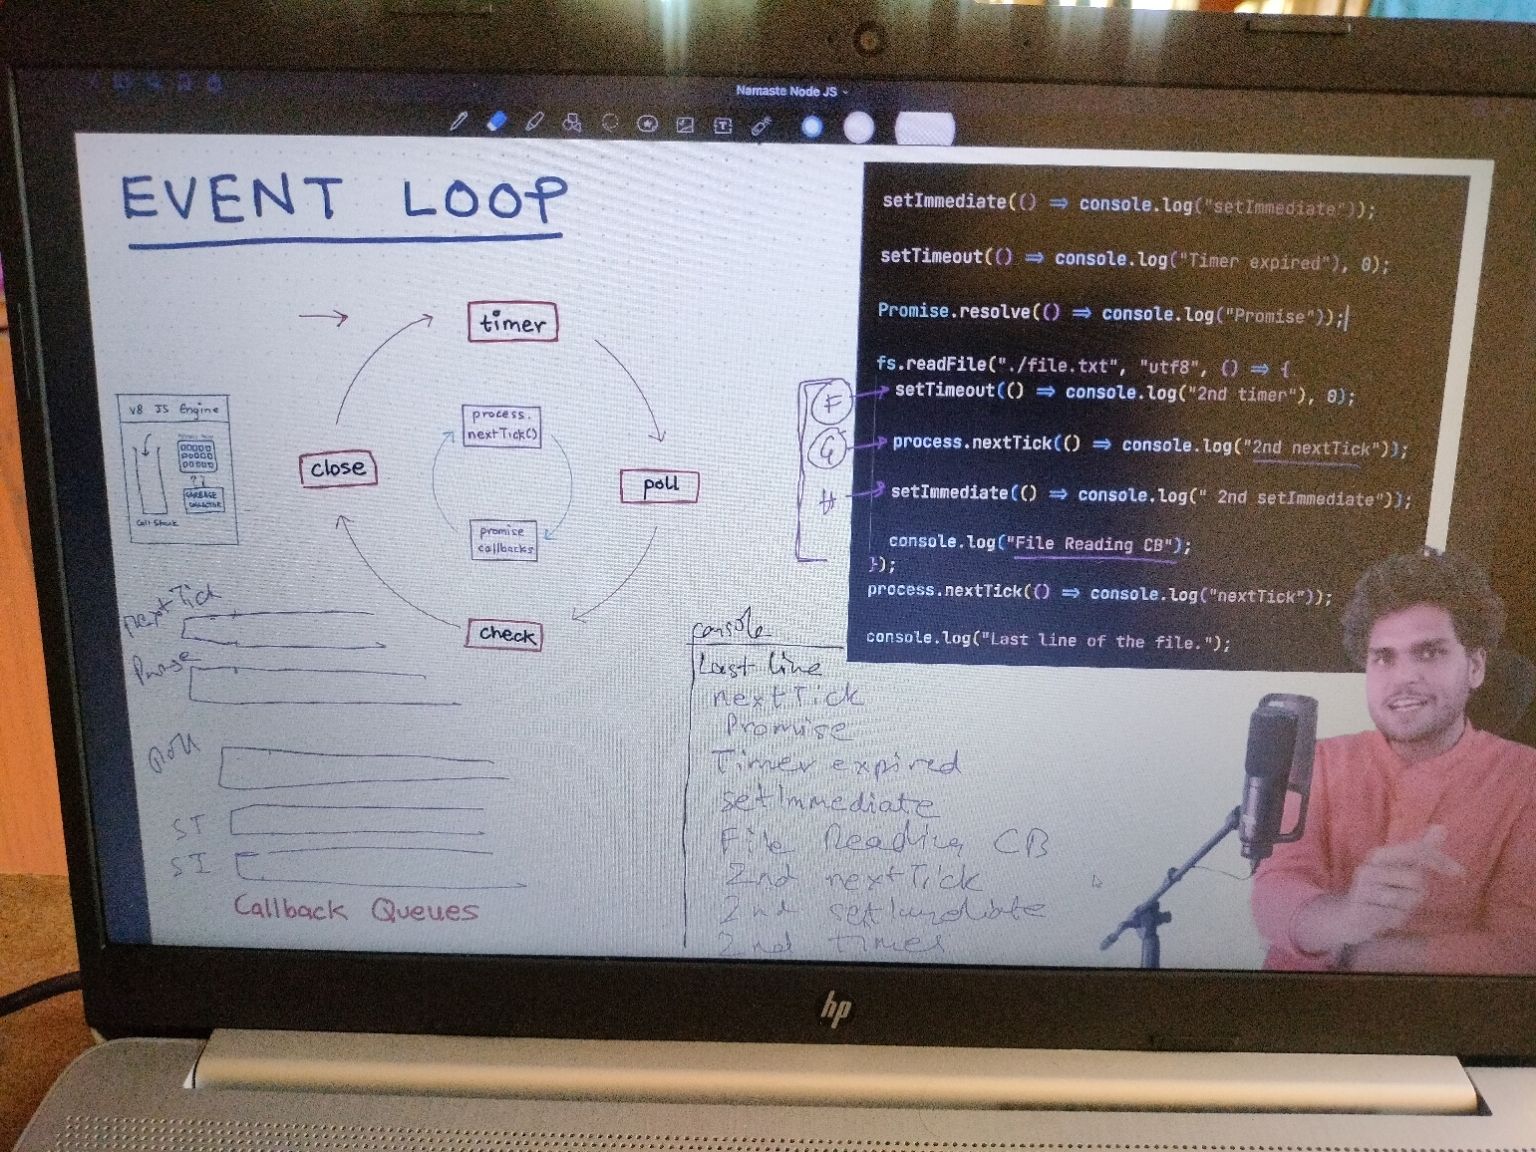 Namaste Node JS
EVENT LOOP
timer
process.
nextTick()
close
poll
promise
callbacks
check
V8 JS Engine
GARBAGE
COLLECTOR
Call Stack
nextTick
Poll
ST
SI
Callback Queues
setImmediate(() ⇒ console.log("setImmediate"));
setTimeout(() ⇒ console.log("Timer expired"), 0);
Promise.resolve(() ⇒ console.log("Promise"));
fs.readFile("./file.txt", "utf8", () ⇒ {
F setTimeout(() ⇒ console.log("2nd timer"), 0);
G process.nextTick(() ⇒ console.log("2nd nextTick"));
H setImmediate(() ⇒ console.log(" 2nd setImmediate"));
console.log("File Reading CB");
});
process.nextTick(() ⇒ console.log("nextTick"));
console.log("Last line of the file.");
console
Last line
nextTick
Promise
Timer expired
setImmediate
File Reading CB
2nd nextTick
2nd setImmediate
2nd timer
hp